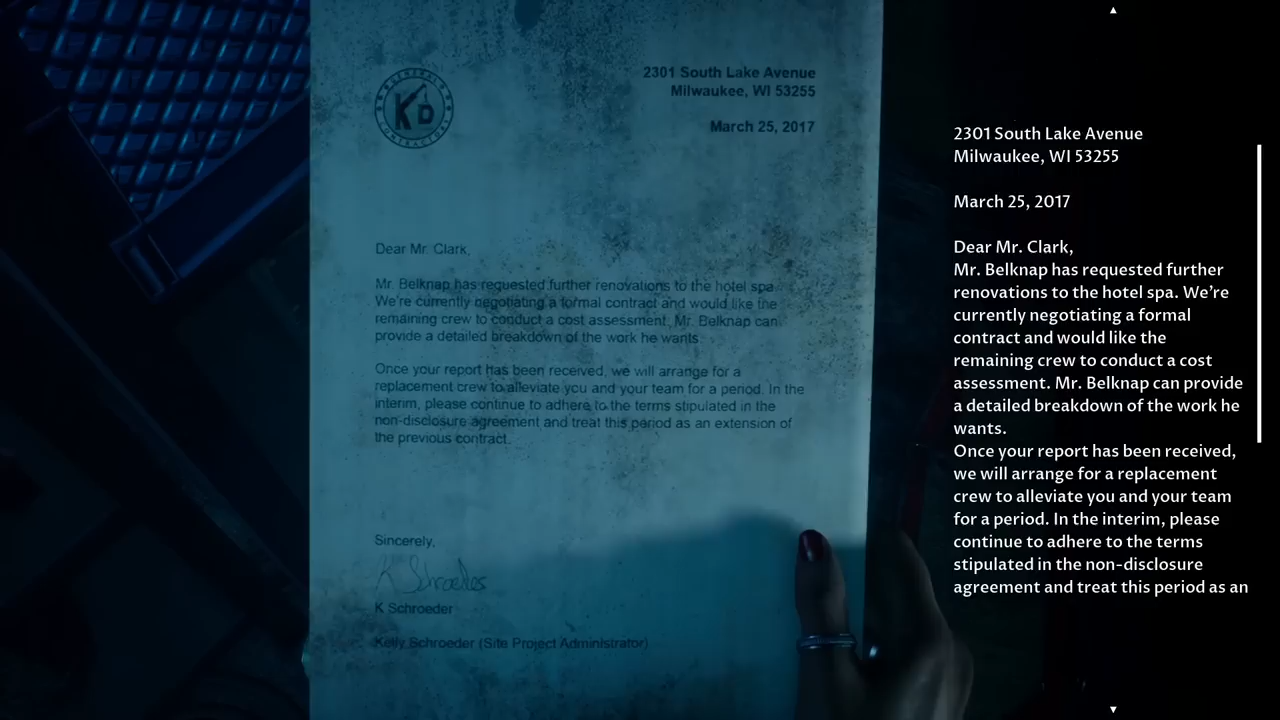 GENERAL
KD
CONTRACTORS
2301 South Lake Avenue
Milwaukee, WI 53255
March 25, 2017
Dear Mr. Clark,
Mr. Belknap has requested further renovations to the hotel spa.
We're currently negotiating a formal contract and would like the
remaining crew to conduct a cost assessment. Mr. Belknap can
provide a detailed breakdown of the work he wants.
Once your report has been received, we will arrange for a
replacement crew to alleviate you and your team for a period. In the
interim, please continue to adhere to the terms stipulated in the
non-disclosure agreement and treat this period as an extension of
the previous contract.
Sincerely,
K Schroeder
K Schroeder
Kelly Schroeder (Site Project Administrator)
2301 South Lake Avenue
Milwaukee, WI 53255
March 25, 2017
Dear Mr. Clark,
Mr. Belknap has requested further
renovations to the hotel spa. We’re
currently negotiating a formal
contract and would like the
remaining crew to conduct a cost
assessment. Mr. Belknap can provide
a detailed breakdown of the work he
wants.
Once your report has been received,
we will arrange for a replacement
crew to alleviate you and your team
for a period. In the interim, please
continue to adhere to the terms
stipulated in the non-disclosure
agreement and treat this period as an